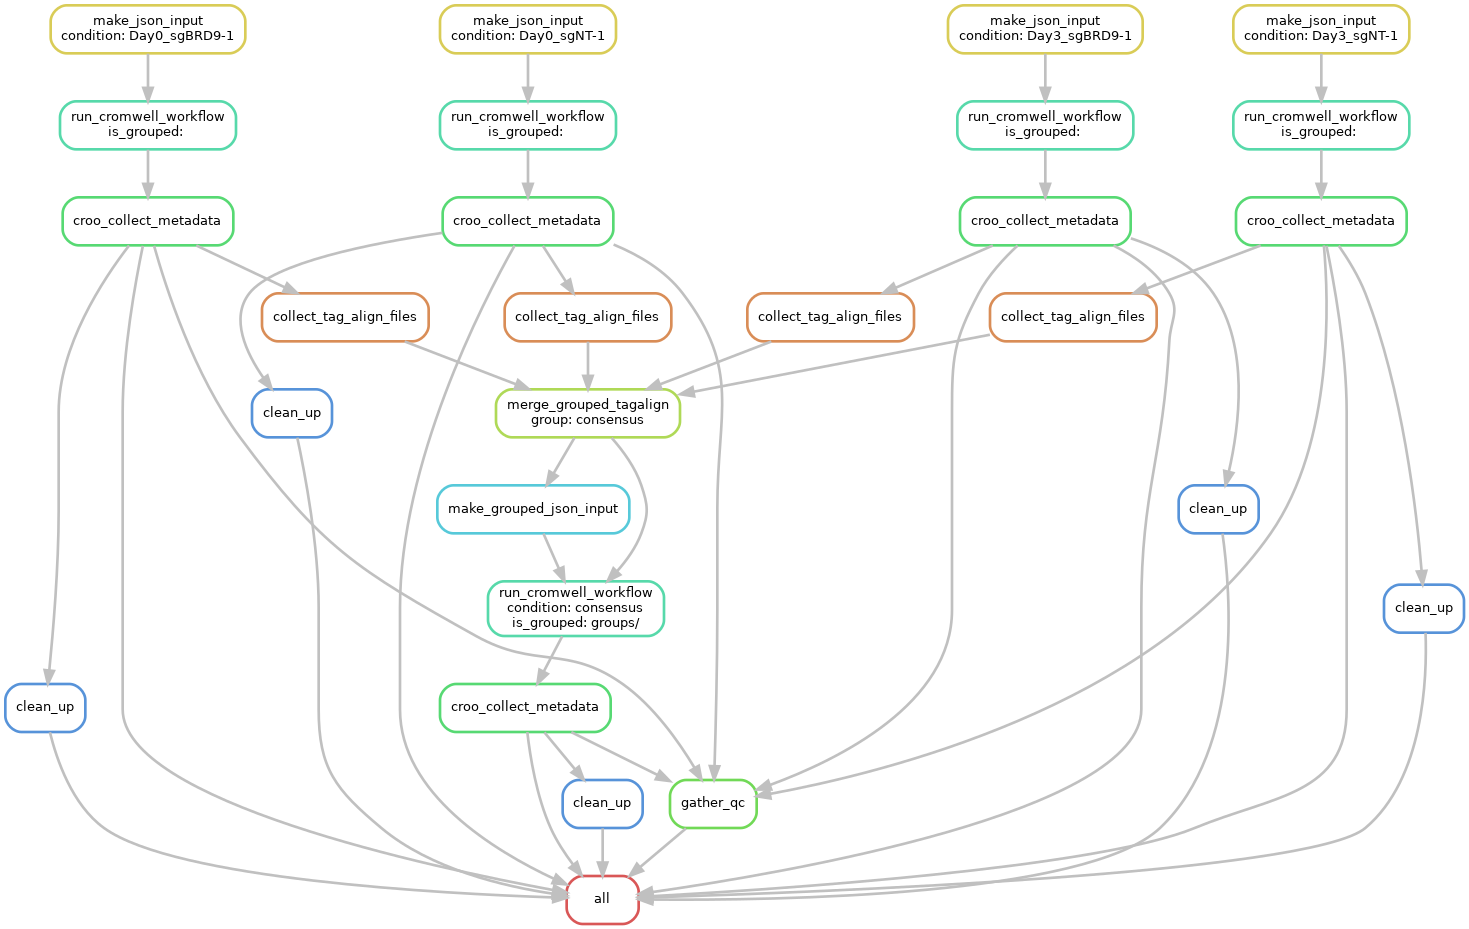 make_json_input
condition: Day0_sgBRD9-1
make_json_input
condition: Day0_sgNT-1
make_json_input
condition: Day3_sgBRD9-1
make_json_input
condition: Day3_sgNT-1
run_cromwell_workflow
is_grouped:
run_cromwell_workflow
is_grouped:
run_cromwell_workflow
is_grouped:
run_cromwell_workflow
is_grouped:
croo_collect_metadata
croo_collect_metadata
croo_collect_metadata
croo_collect_metadata
collect_tag_align_files
collect_tag_align_files
collect_tag_align_files
collect_tag_align_files
clean_up
merge_grouped_tagalign
group: consensus
make_grouped_json_input
clean_up
run_cromwell_workflow
condition: consensus
is_grouped: groups/
clean_up
clean_up
croo_collect_metadata
clean_up
gather_qc
all